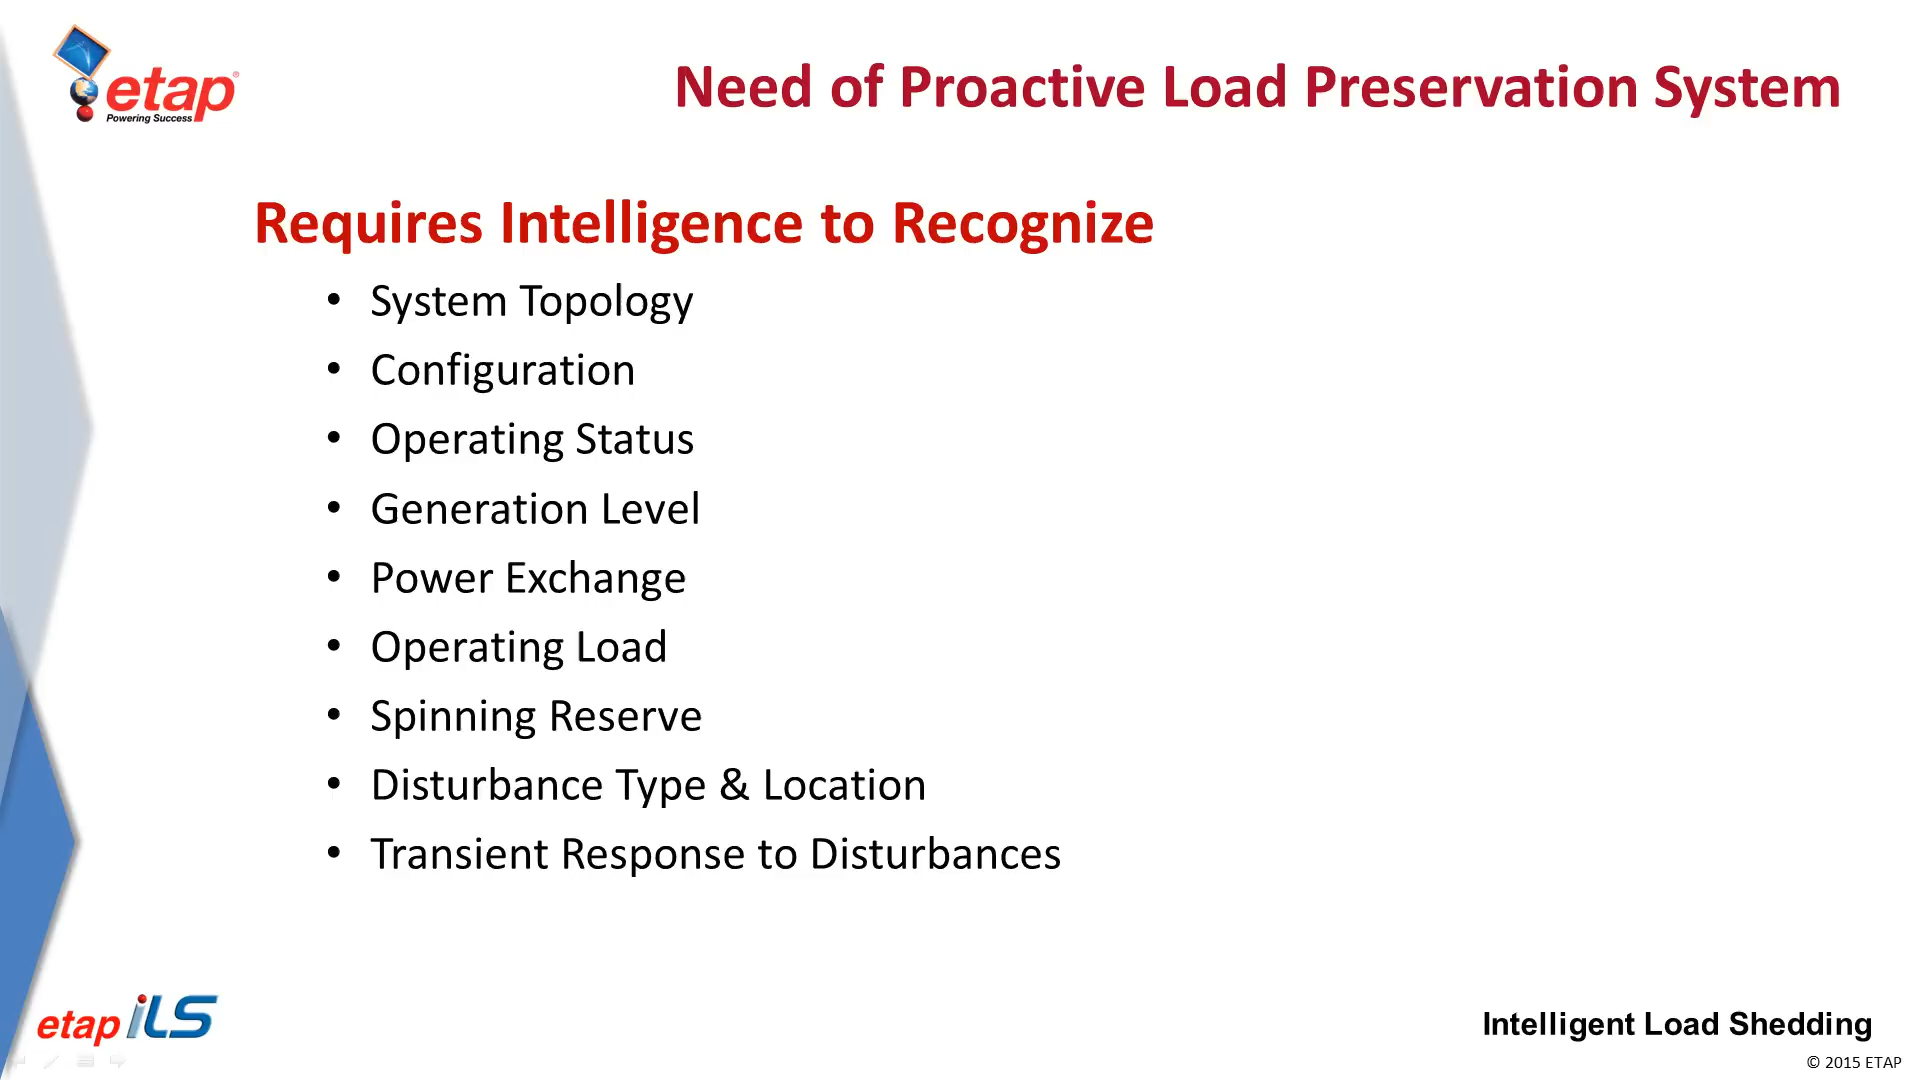 etap®
Powering Success
Need of Proactive Load Preservation System
Requires Intelligence to Recognize
• System Topology
• Configuration
• Operating Status
• Generation Level
• Power Exchange
• Operating Load
• Spinning Reserve
• Disturbance Type & Location
• Transient Response to Disturbances
etap iLS
Intelligent Load Shedding
© 2015 ETAP